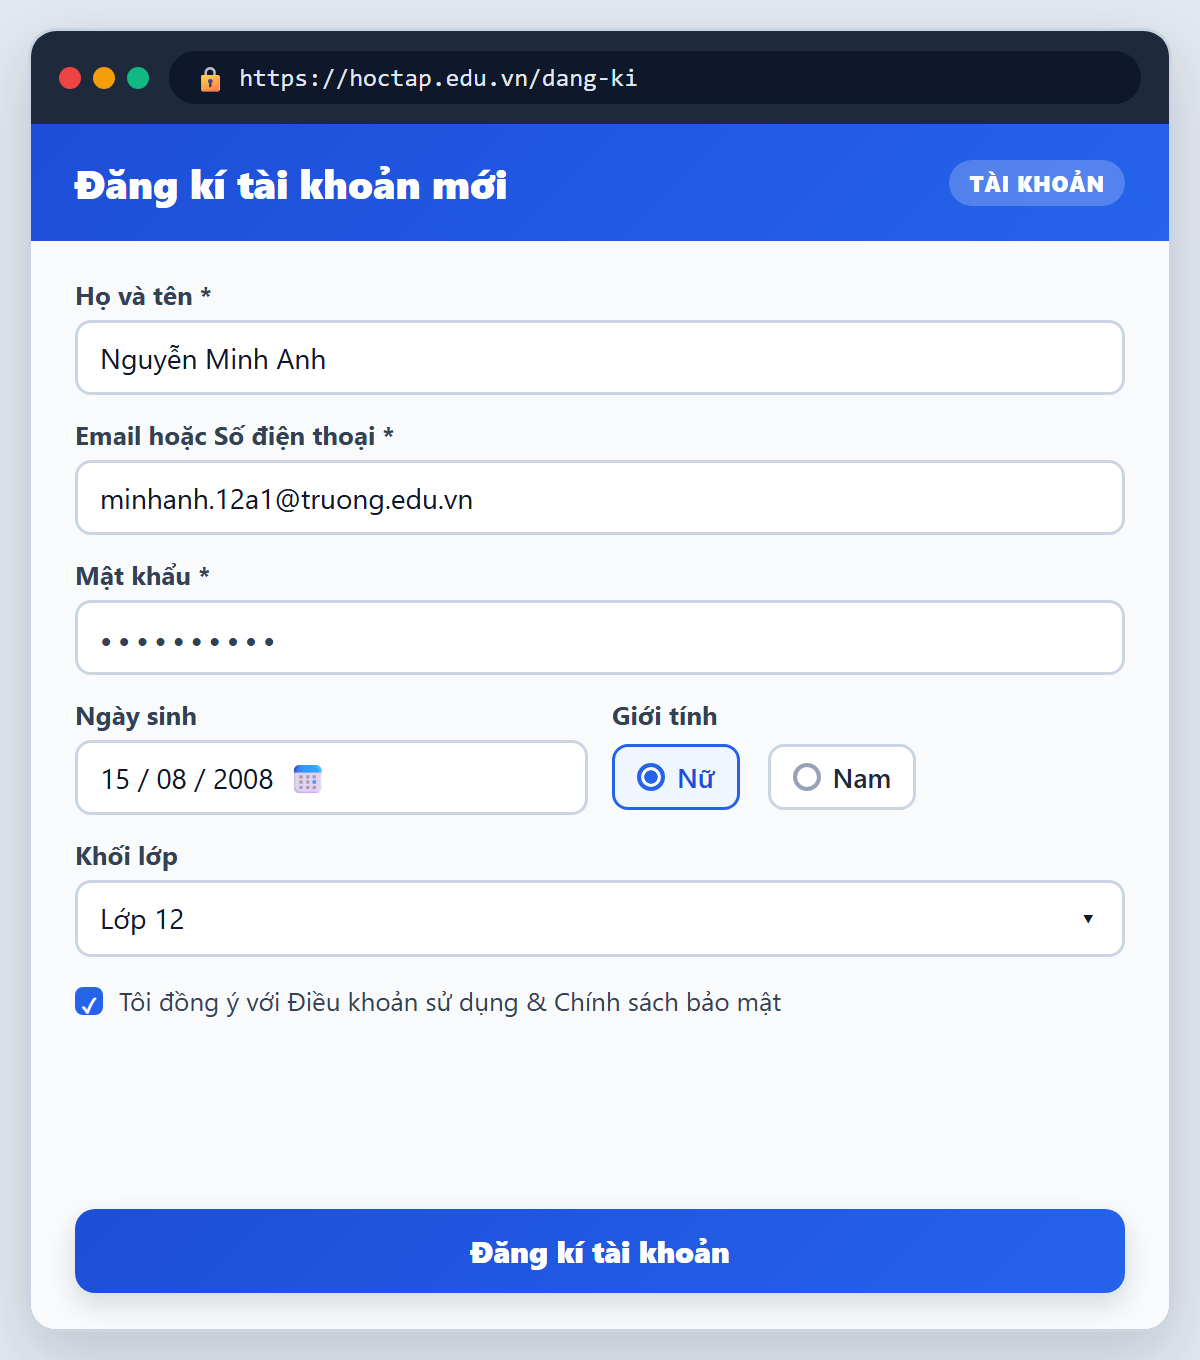 https://hoctap.edu.vn/dang-ki
Đăng kí tài khoản mới
TÀI KHOẢN
Họ và tên *
Nguyễn Minh Anh
Email hoặc Số điện thoại *
minhanh.12a1@truong.edu.vn
Mật khẩu *
••••••••••
Ngày sinh
15 / 08 / 2008
Giới tính
Nữ
Nam
Khối lớp
Lớp 12
Tôi đồng ý với Điều khoản sử dụng & Chính sách bảo mật
Đăng kí tài khoản